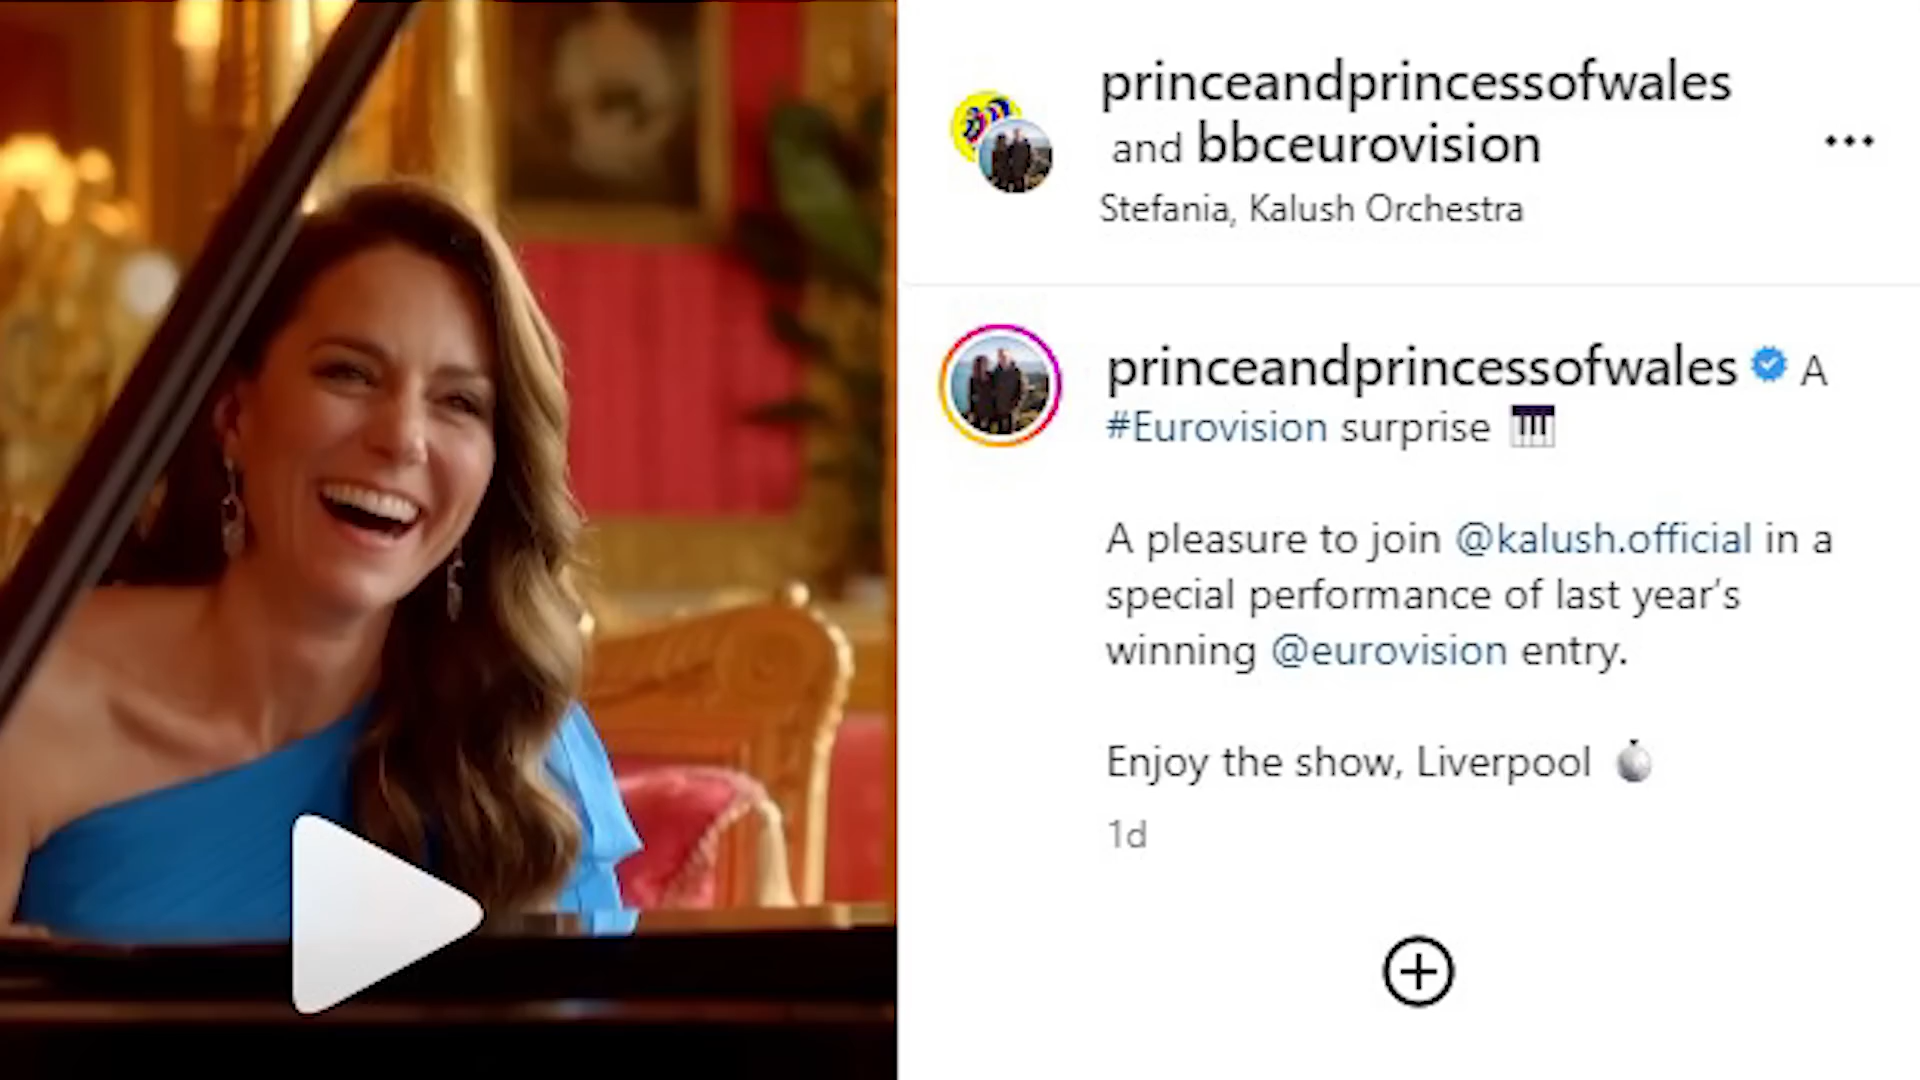 princeandprincessofwales
and bbceurovision
Stefania, Kalush Orchestra
princeandprincessofwales A
#Eurovision surprise 🎹
A pleasure to join @kalush.official in a
special performance of last year’s
winning @eurovision entry.
Enjoy the show, Liverpool
1d